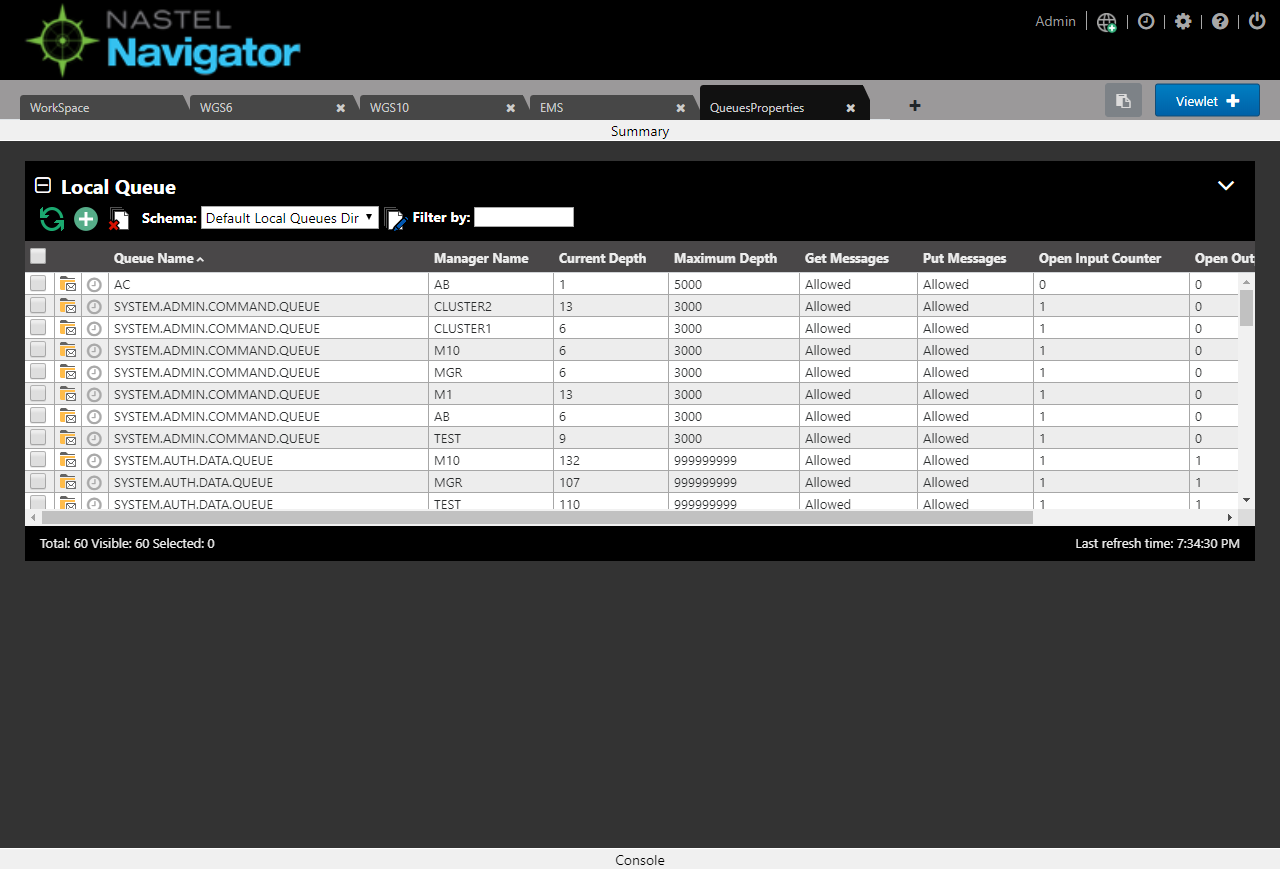 NASTEL
Navigator
Admin
WorkSpace WGS6 WGS10 EMS QueuesProperties Viewlet
Summary
Local Queue
Schema: Default Local Queues Dir Filter by:
Queue Name Manager Name Current Depth Maximum Depth Get Messages Put Messages Open Input Counter Open Out
AC AB 1 5000 Allowed Allowed 0 0
SYSTEM.ADMIN.COMMAND.QUEUE CLUSTER2 13 3000 Allowed Allowed 1 0
SYSTEM.ADMIN.COMMAND.QUEUE CLUSTER1 6 3000 Allowed Allowed 1 0
SYSTEM.ADMIN.COMMAND.QUEUE M10 6 3000 Allowed Allowed 1 0
SYSTEM.ADMIN.COMMAND.QUEUE MGR 6 3000 Allowed Allowed 1 0
SYSTEM.ADMIN.COMMAND.QUEUE M1 13 3000 Allowed Allowed 1 0
SYSTEM.ADMIN.COMMAND.QUEUE AB 6 3000 Allowed Allowed 1 0
SYSTEM.ADMIN.COMMAND.QUEUE TEST 9 3000 Allowed Allowed 1 0
SYSTEM.AUTH.DATA.QUEUE M10 132 999999999 Allowed Allowed 1 1
SYSTEM.AUTH.DATA.QUEUE MGR 107 999999999 Allowed Allowed 1 1
SYSTEM.AUTH.DATA.QUEUE TEST 110 999999999 Allowed Allowed 1 1
Total: 60 Visible: 60 Selected: 0 Last refresh time: 7:34:30 PM
Console